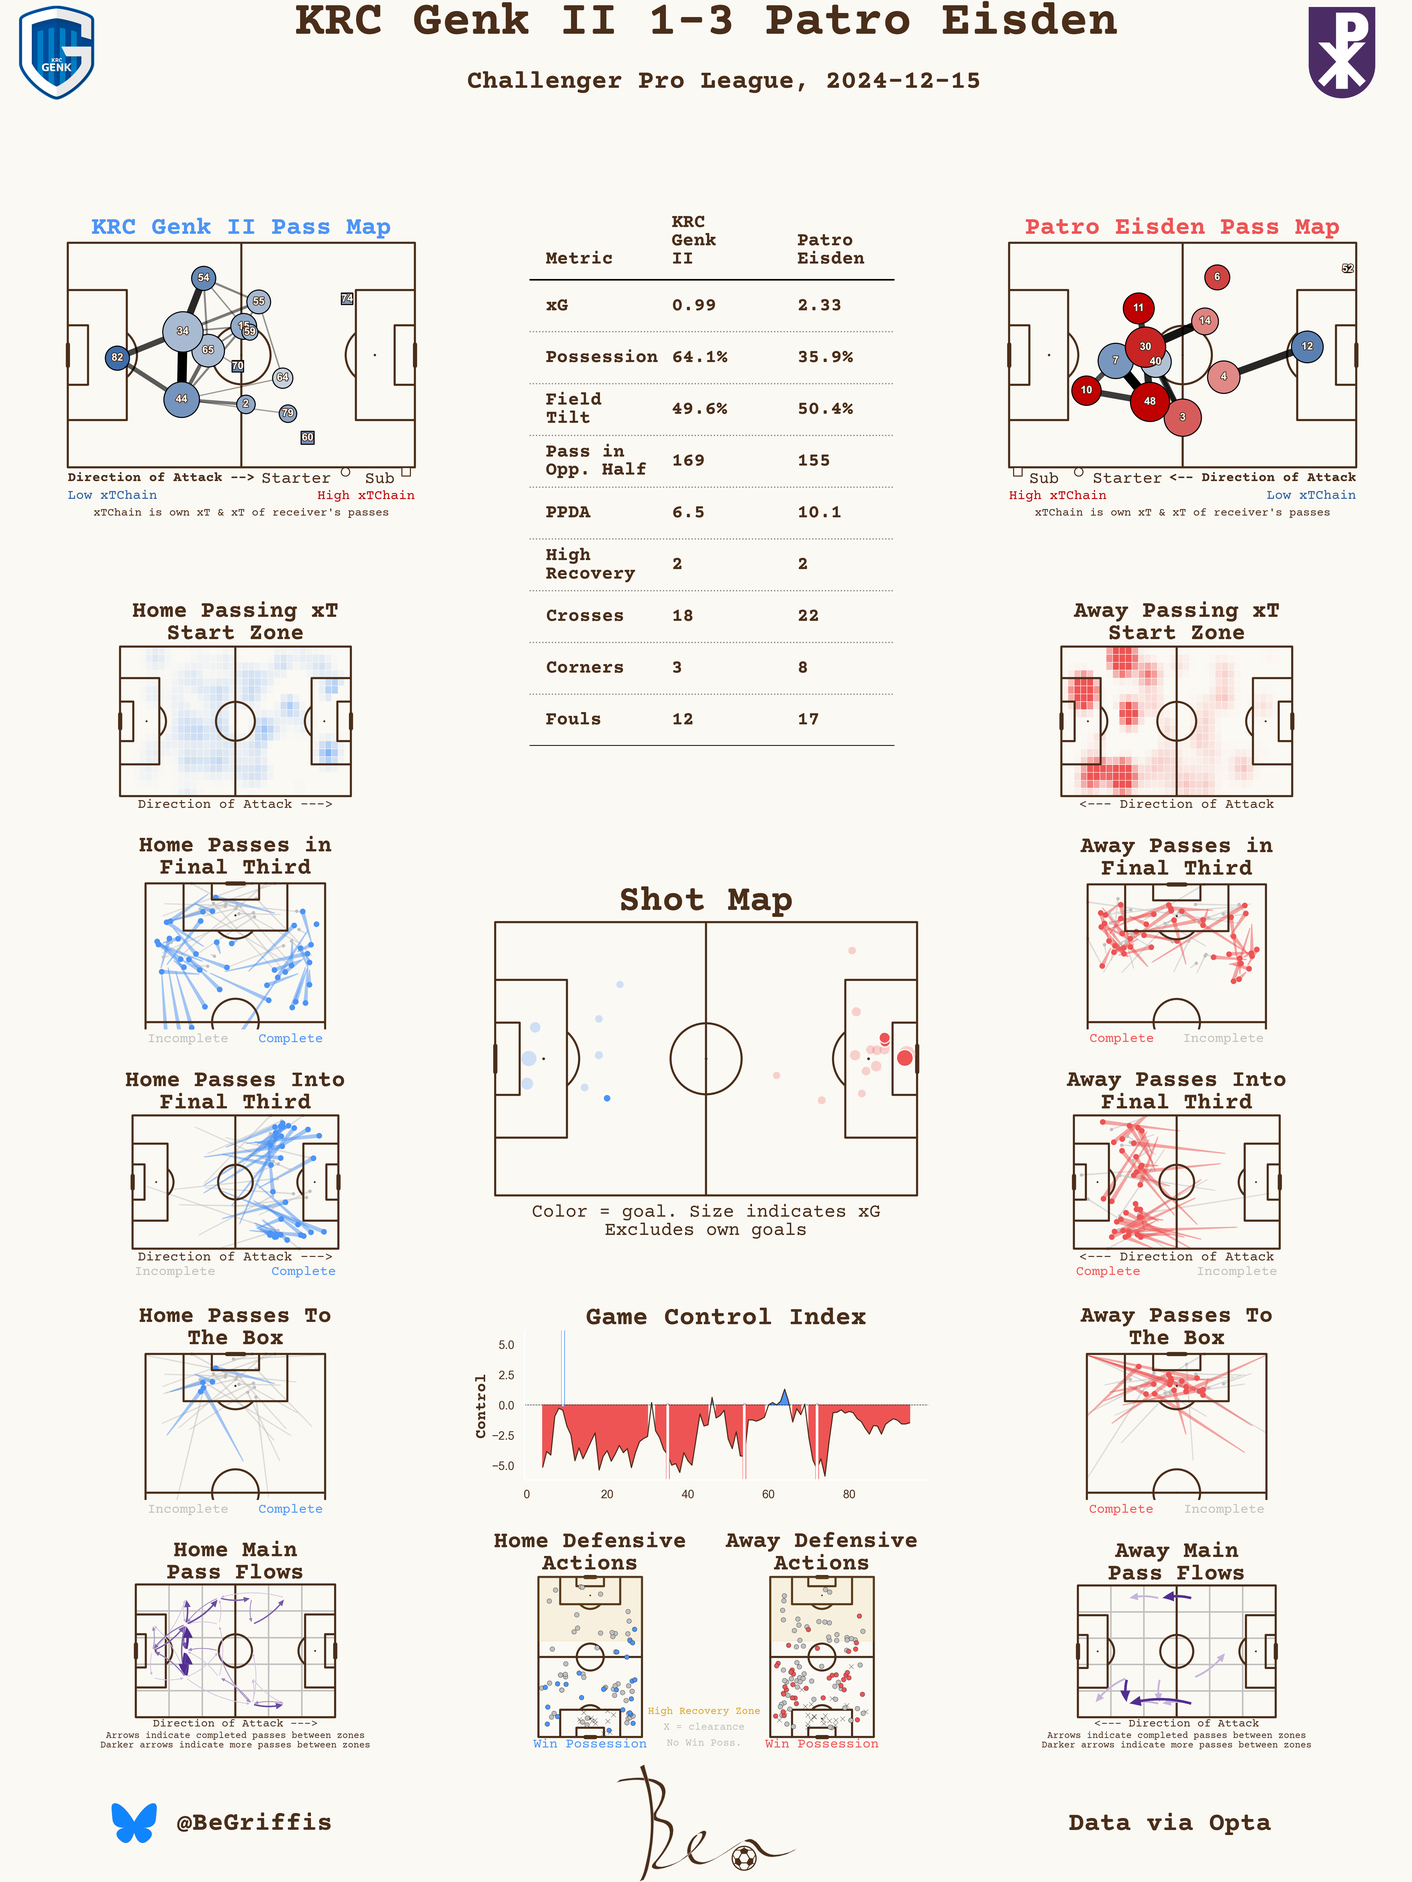 KRC Genk II 1-3 Patro Eisden
Challenger Pro League, 2024-12-15
KRC
GENK
P
KRC Genk II Pass Map
54
55
74
34
59
65
82
70
64
44
2
79
60
Direction of Attack --> Starter Sub
Low xTChain High xTChain
xTChain is own xT & xT of receiver's passes
Metric KRC Genk II Patro Eisden
xG 0.99 2.33
Possession 64.1% 35.9%
Field Tilt 49.6% 50.4%
Pass in Opp. Half 169 155
PPDA 6.5 10.1
High Recovery 2 2
Crosses 18 22
Corners 3 8
Fouls 12 17
Patro Eisden Pass Map
52
6
11
14
30
12
7
40
4
10
48
3
Sub Starter <-- Direction of Attack
High xTChain Low xTChain
xTChain is own xT & xT of receiver's passes
Home Passing xT
Start Zone
Direction of Attack --->
Away Passing xT
Start Zone
<--- Direction of Attack
Home Passes in
Final Third
Incomplete Complete
Away Passes in
Final Third
Complete Incomplete
Shot Map
Color = goal. Size indicates xG
Excludes own goals
Home Passes Into
Final Third
Direction of Attack --->
Incomplete Complete
Away Passes Into
Final Third
<--- Direction of Attack
Complete Incomplete
Home Passes To
The Box
Incomplete Complete
Game Control Index
Control
5.0
2.5
0.0
−2.5
−5.0
0 20 40 60 80
Away Passes To
The Box
Complete Incomplete
Home Main
Pass Flows
Direction of Attack --->
Arrows indicate completed passes between zones
Darker arrows indicate more passes between zones
Home Defensive
Actions
Win Possession
High Recovery Zone
X = clearance
No Win Poss.
Away Defensive
Actions
Win Possession
Away Main
Pass Flows
<--- Direction of Attack
Arrows indicate completed passes between zones
Darker arrows indicate more passes between zones
@BeGriffis
Ben
Data via Opta